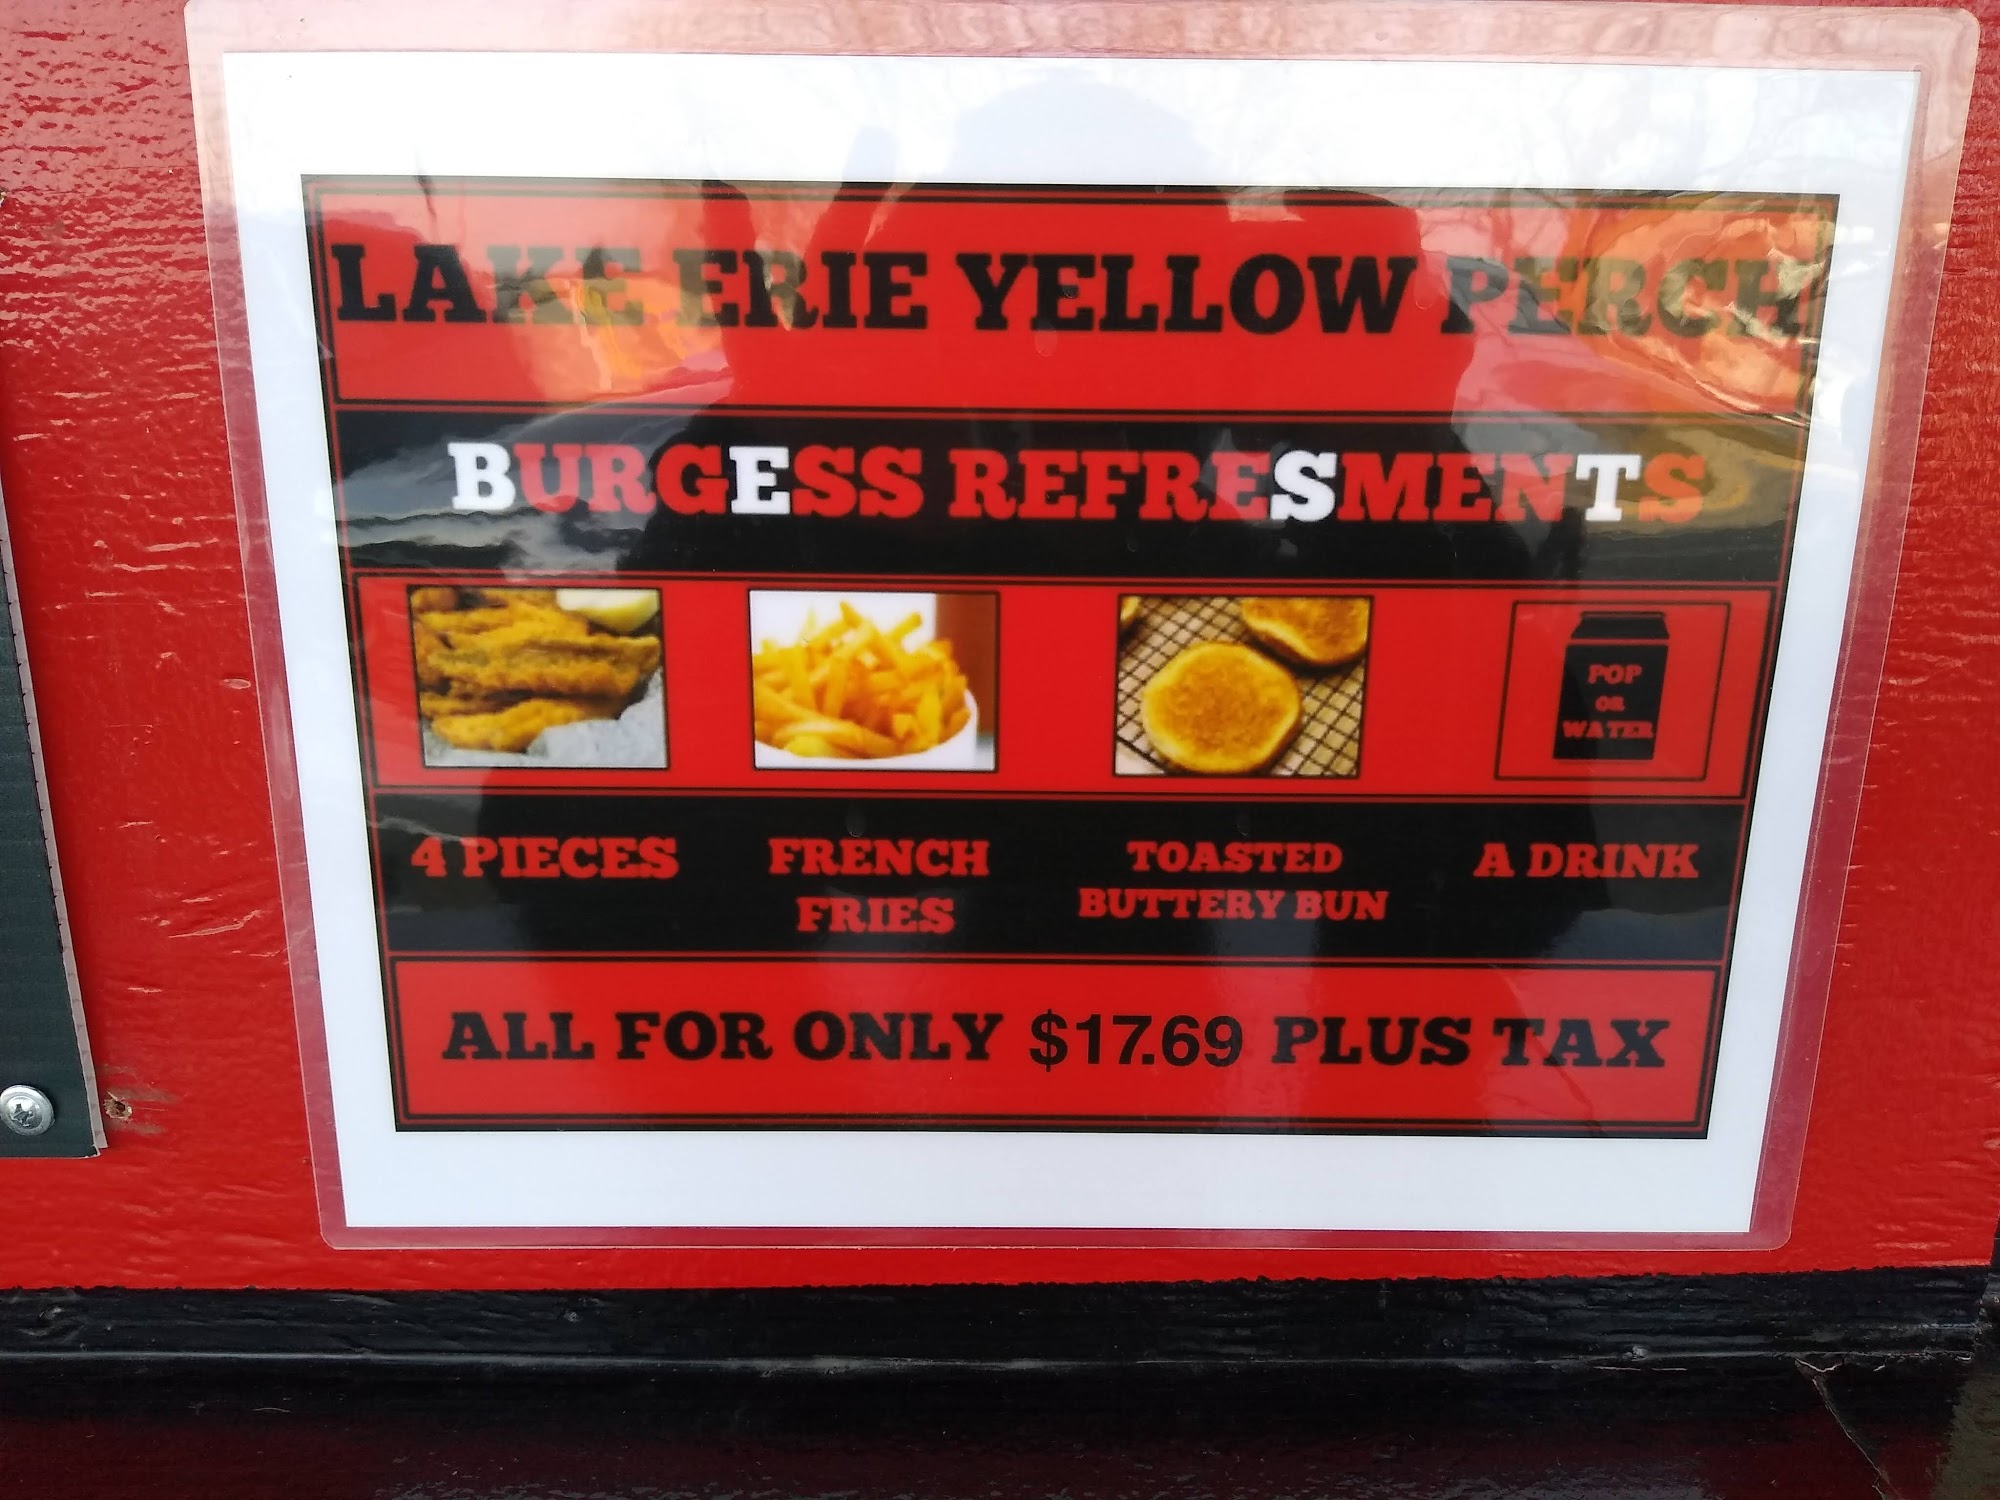 LAKE ERIE YELLOW PERCH
BURGESS REFRESMENTS
POP
OR
WATER
4 PIECES
FRENCH
FRIES
TOASTED
BUTTERY BUN
A DRINK
ALL FOR ONLY $17.69 PLUS TAX